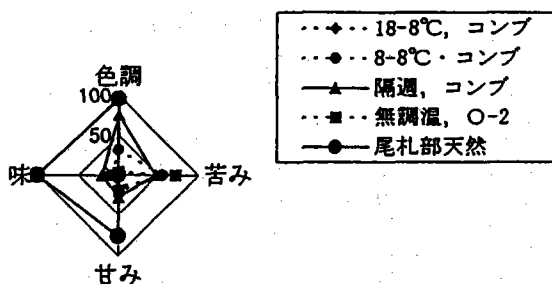 18-8℃, コンブ
8-8℃・コンブ
隔週, コンブ
無調温, O-2
尾札部天然
色調
100
50
味
苦み
甘み